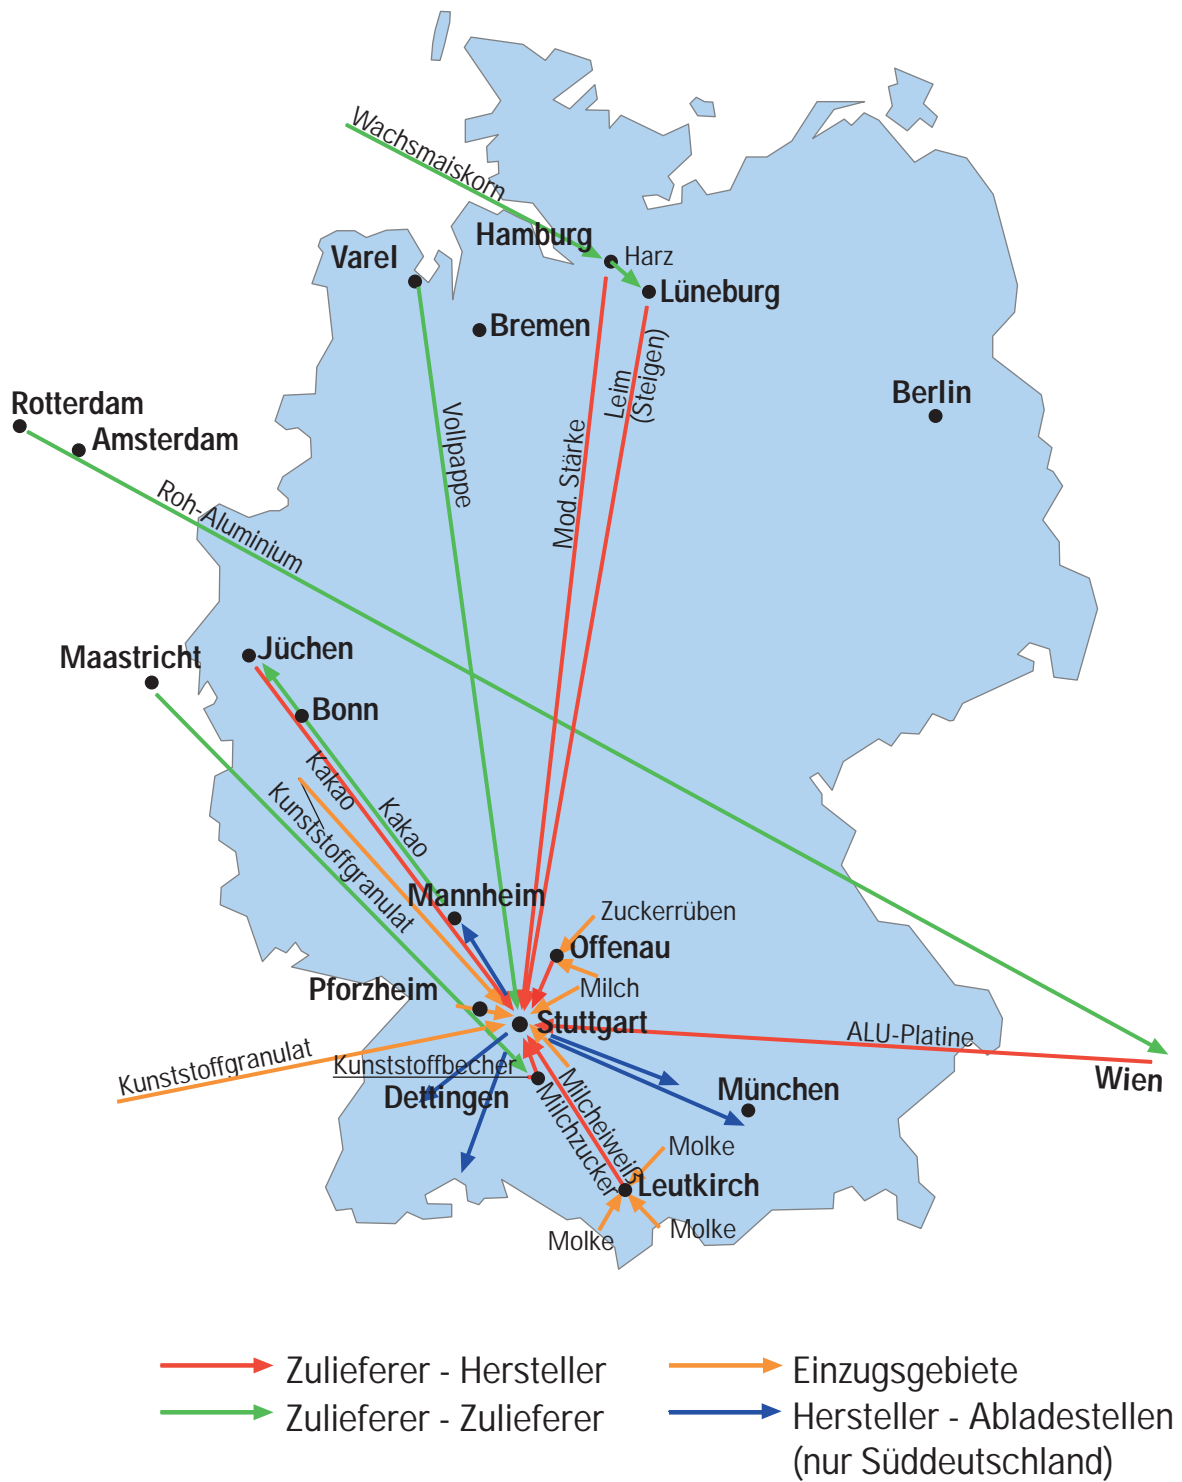 Wachsmaiskorn
Hamburg
Harz
Varel
Lüneburg
Bremen
Leim
(Steigen)
Berlin
Rotterdam
Amsterdam
Vollpappe
Mod. Stärke
Roh-Aluminium
Jüchen
Maastricht
Bonn
Kakao
Kakao
Kunststoffgranulat
Mannheim
Zuckerrüben
Offenau
Pforzheim
Milch
Stuttgart
ALU-Platine
Kunststoffgranulat
Kunststoffbecher
Wien
Dettingen
München
Milcheiweiß
Milchzucker
Molke
Leutkirch
Molke
Molke
Zulieferer - Hersteller
Zulieferer - Zulieferer
Einzugsgebiete
Hersteller - Abladestellen
(nur Süddeutschland)